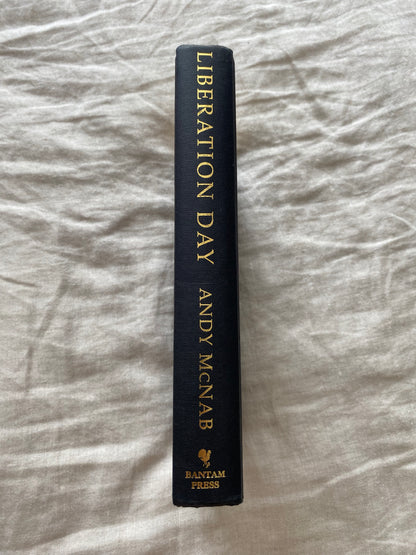 LIBERATION DAY
ANDY McNAB
BANTAM
PRESS